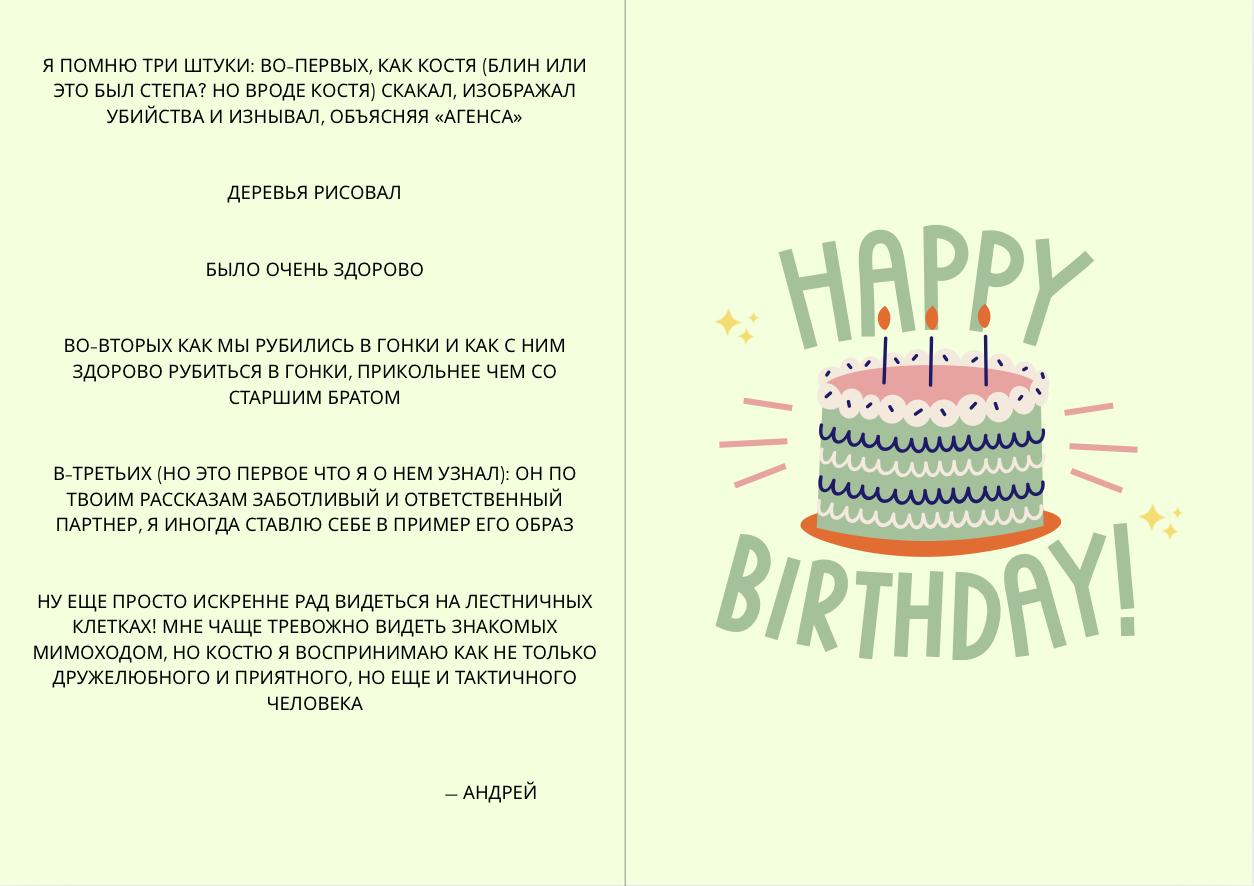 Я ПОМНЮ ТРИ ШТУКИ: ВО-ПЕРВЫХ, КАК КОСТЯ (БЛИН ИЛИ
ЭТО БЫЛ СТЕПА? НО ВРОДЕ КОСТЯ) СКАКАЛ, ИЗОБРАЖАЛ
УБИЙСТВА И ИЗНЫВАЛ, ОБЪЯСНЯЯ «АГЕНСА»
ДЕРЕВЬЯ РИСОВАЛ
БЫЛО ОЧЕНЬ ЗДОРОВО
ВО-ВТОРЫХ КАК МЫ РУБИЛИСЬ В ГОНКИ И КАК С НИМ
ЗДОРОВО РУБИТЬСЯ В ГОНКИ, ПРИКОЛЬНЕЕ ЧЕМ СО
СТАРШИМ БРАТОМ
В-ТРЕТЬИХ (НО ЭТО ПЕРВОЕ ЧТО Я О НЕМ УЗНАЛ): ОН ПО
ТВОИМ РАССКАЗАМ ЗАБОТЛИВЫЙ И ОТВЕТСТВЕННЫЙ
ПАРТНЕР, Я ИНОГДА СТАВЛЮ СЕБЕ В ПРИМЕР ЕГО ОБРАЗ
НУ ЕЩЕ ПРОСТО ИСКРЕННЕ РАД ВИДЕТЬСЯ НА ЛЕСТНИЧНЫХ
КЛЕТКАХ! МНЕ ЧАЩЕ ТРЕВОЖНО ВИДЕТЬ ЗНАКОМЫХ
МИМОХОДОМ, НО КОСТЮ Я ВОСПРИНИМАЮ КАК НЕ ТОЛЬКО
ДРУЖЕЛЮБНОГО И ПРИЯТНОГО, НО ЕЩЕ И ТАКТИЧНОГО
ЧЕЛОВЕКА
— АНДРЕЙ
HAPPY
BIRTHDAY!